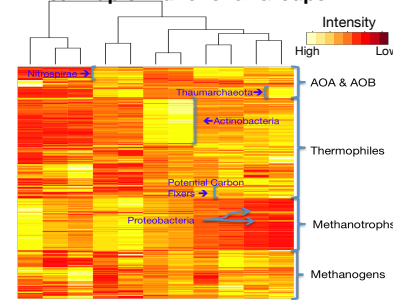 Intensity
High Low
Nitrospirae
AOA & AOB
Thaumarchaeota
Actinobacteria
Thermophiles
Potential Carbon
Fixers
Proteobacteria
Methanotrophs
Methanogens